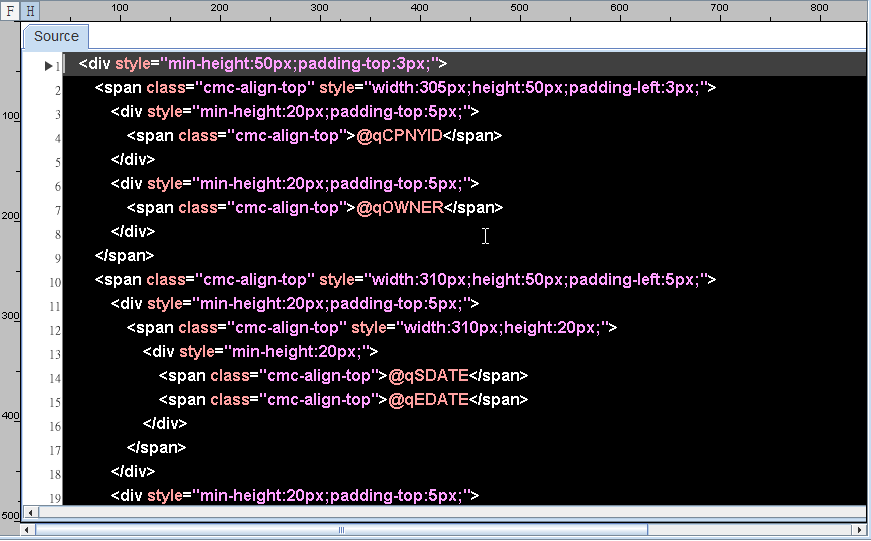 F H 100 200 300 400 500 600 700 800
Source
1 <div style="min-height:50px;padding-top:3px;">
2 <span class="cmc-align-top" style="width:305px;height:50px;padding-left:3px;">
3 <div style="min-height:20px;padding-top:5px;">
100
4 <span class="cmc-align-top">@qCPNYID</span>
5 </div>
6 <div style="min-height:20px;padding-top:5px;">
200
7 <span class="cmc-align-top">@qOWNER</span>
8 </div>
9 </span>
10 <span class="cmc-align-top" style="width:310px;height:50px;padding-left:5px;">
11 <div style="min-height:20px;padding-top:5px;">
300
12 <span class="cmc-align-top" style="width:310px;height:20px;">
13 <div style="min-height:20px;">
14 <span class="cmc-align-top">@qSDATE</span>
15 <span class="cmc-align-top">@qEDATE</span>
400
16 </div>
17 </span>
18 </div>
19 <div style="min-height:20px;padding-top:5px;">
500